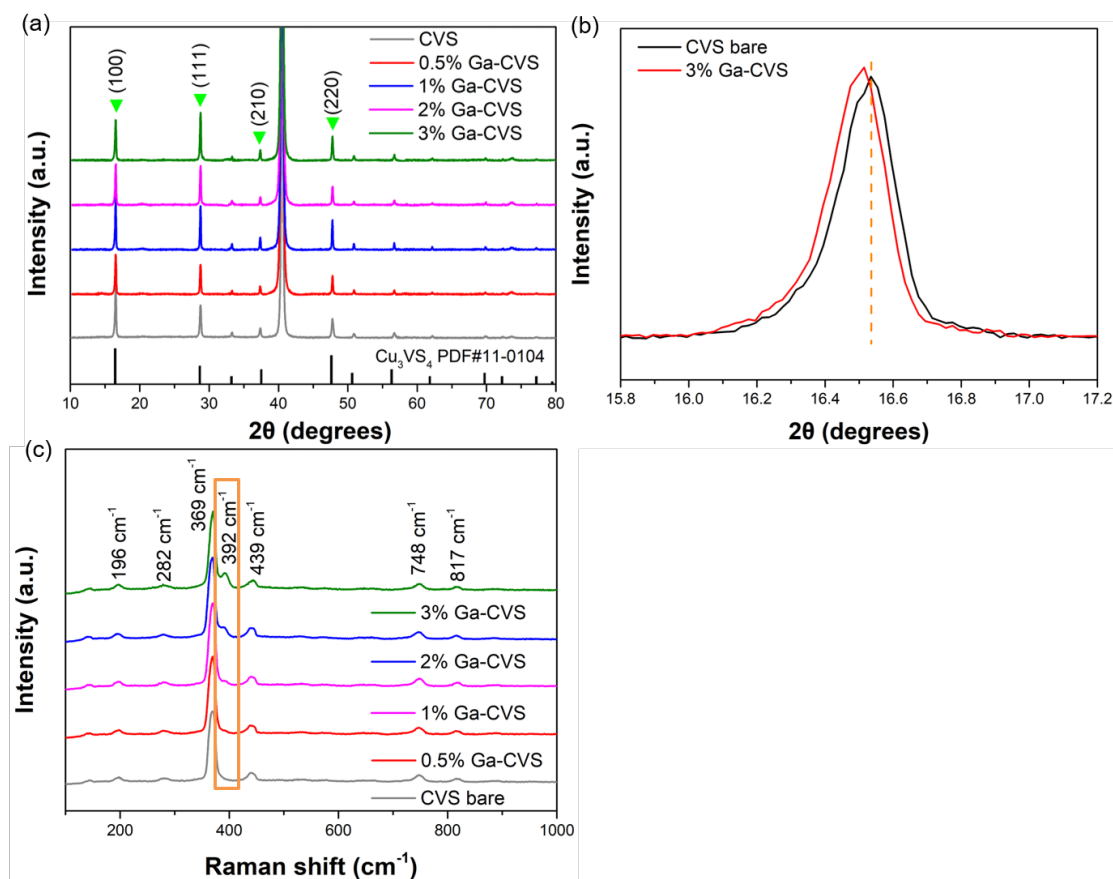 (a)
(100)
(111)
(210)
(220)
CVS
0.5% Ga-CVS
1% Ga-CVS
2% Ga-CVS
3% Ga-CVS
Cu₃VS₄ PDF#11-0104
Intensity (a.u.)
10 20 30 40 50 60 70 80
2θ (degrees)
(b)
CVS bare
3% Ga-CVS
Intensity (a.u.)
15.8 16.0 16.2 16.4 16.6 16.8 17.0 17.2
2θ (degrees)
(c)
196 cm⁻¹
282 cm⁻¹
369 cm⁻¹
392 cm⁻¹
439 cm⁻¹
748 cm⁻¹
817 cm⁻¹
3% Ga-CVS
2% Ga-CVS
1% Ga-CVS
0.5% Ga-CVS
CVS bare
Intensity (a.u.)
200 400 600 800 1000
Raman shift (cm⁻¹)